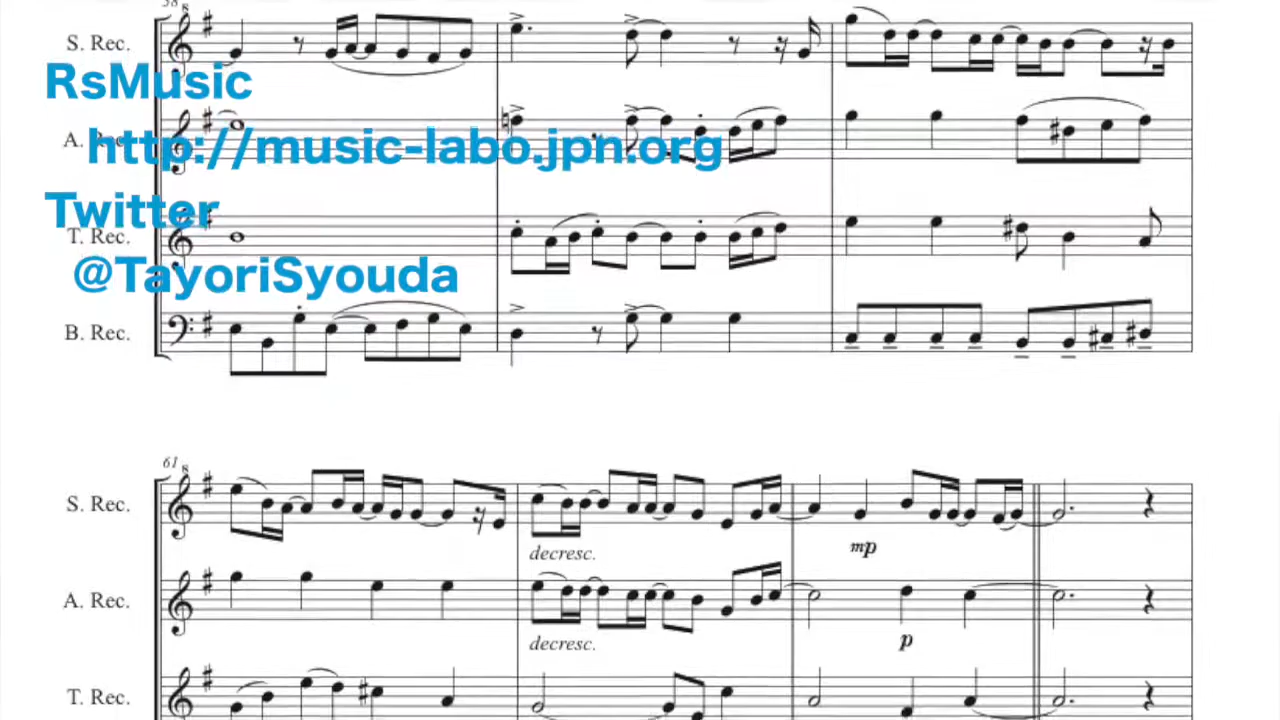 58
S. Rec.
RsMusic
http://music-labo.jpn.org
Twitter
T. Rec.
@TayoriSyouda
B. Rec.
61
S. Rec.
decresc.
mp
A. Rec.
decresc.
p
T. Rec.